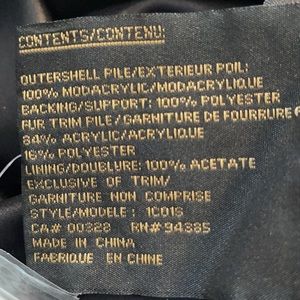 CONTENTS/CONTENU:
OUTERSHELL PILE/EXTERIEUR POIL:
100% MODACRYLIC/MODACRYLIQUE
BACKING/SUPPORT: 100% POLYESTER
FUR TRIM PILE / GARNITURE DE FOURRURE
84% ACRYLIC/ACRYLIQUE
16% POLYESTER
LINING/DOUBLURE: 100% ACETATE
EXCLUSIVE OF TRIM/
GARNITURE NON COMPRISE
STYLE/MODELE : 1C01S
CA# 00328 RN# 94385
MADE IN CHINA
FABRIQUE EN CHINE